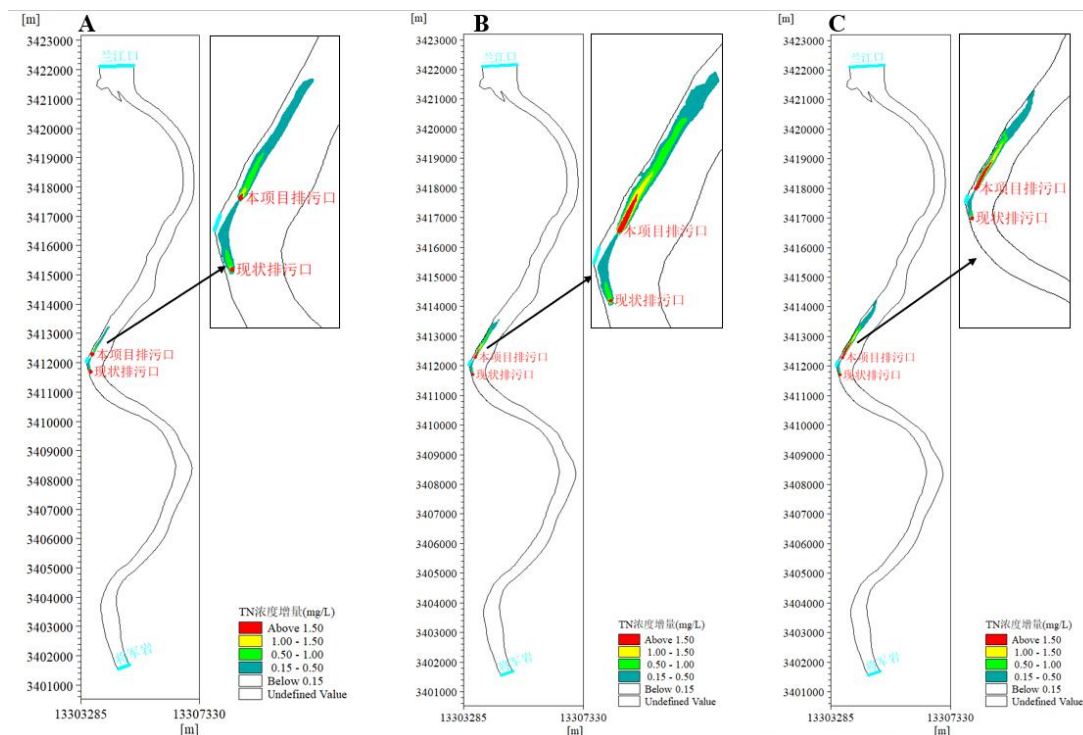 [m]
A
3423000
3422000
3421000
3420000
3419000
3418000
3417000
3416000
3415000
3414000
3413000
3412000
3411000
3410000
3409000
3408000
3407000
3406000
3405000
3404000
3403000
3402000
3401000
兰江口
本项目排污口
现状排污口
本项目排污口
现状排污口
将军岩
TN浓度增量(mg/L)
Above 1.50
1.00 - 1.50
0.50 - 1.00
0.15 - 0.50
Below 0.15
Undefined Value
13303285
13307330
[m]
[m]
B
3423000
3422000
3421000
3420000
3419000
3418000
3417000
3416000
3415000
3414000
3413000
3412000
3411000
3410000
3409000
3408000
3407000
3406000
3405000
3404000
3403000
3402000
3401000
兰江口
本项目排污口
现状排污口
本项目排污口
现状排污口
将军岩
TN浓度增量(mg/L)
Above 1.50
1.00 - 1.50
0.50 - 1.00
0.15 - 0.50
Below 0.15
Undefined Value
13303285
13307330
[m]
[m]
C
3423000
3422000
3421000
3420000
3419000
3418000
3417000
3416000
3415000
3414000
3413000
3412000
3411000
3410000
3409000
3408000
3407000
3406000
3405000
3404000
3403000
3402000
3401000
兰江口
本项目排污口
现状排污口
本项目排污口
现状排污口
将军岩
TN浓度增量(mg/L)
Above 1.50
1.00 - 1.50
0.50 - 1.00
0.15 - 0.50
Below 0.15
Undefined Value
13303285
13307330
[m]